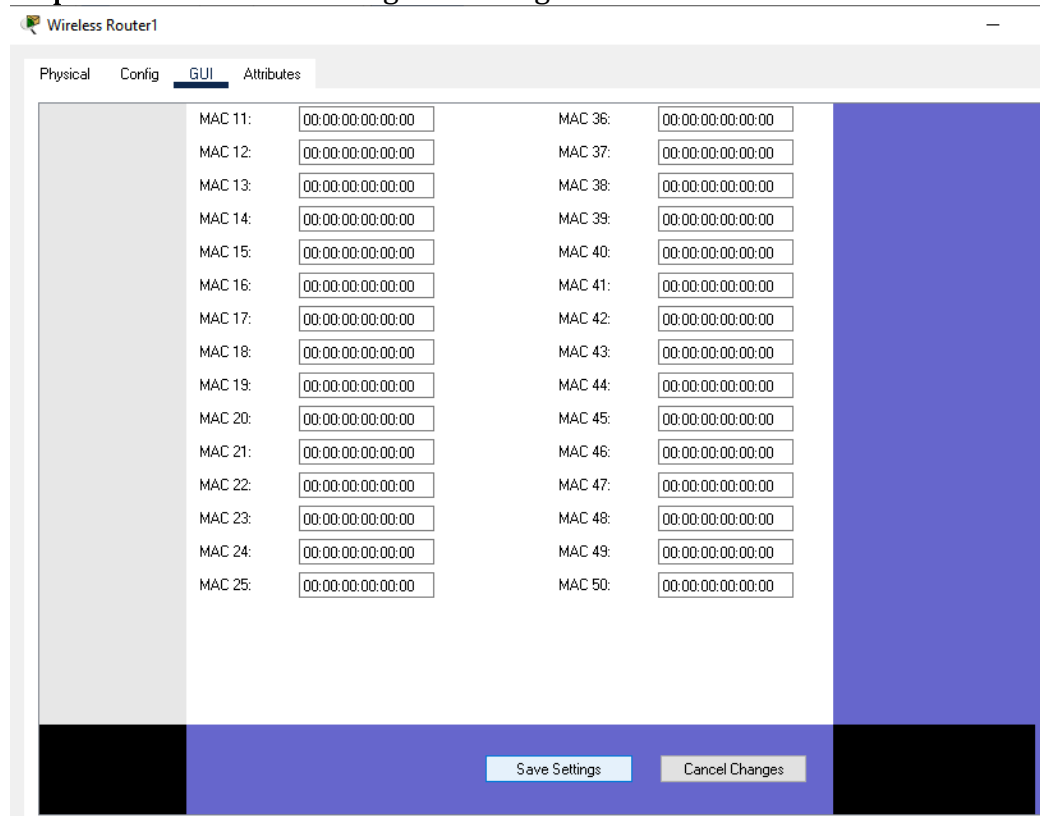 Wireless Router1
Physical Config GUI Attributes
MAC 11: 00:00:00:00:00:00 MAC 36: 00:00:00:00:00:00
MAC 12: 00:00:00:00:00:00 MAC 37: 00:00:00:00:00:00
MAC 13: 00:00:00:00:00:00 MAC 38: 00:00:00:00:00:00
MAC 14: 00:00:00:00:00:00 MAC 39: 00:00:00:00:00:00
MAC 15: 00:00:00:00:00:00 MAC 40: 00:00:00:00:00:00
MAC 16: 00:00:00:00:00:00 MAC 41: 00:00:00:00:00:00
MAC 17: 00:00:00:00:00:00 MAC 42: 00:00:00:00:00:00
MAC 18: 00:00:00:00:00:00 MAC 43: 00:00:00:00:00:00
MAC 19: 00:00:00:00:00:00 MAC 44: 00:00:00:00:00:00
MAC 20: 00:00:00:00:00:00 MAC 45: 00:00:00:00:00:00
MAC 21: 00:00:00:00:00:00 MAC 46: 00:00:00:00:00:00
MAC 22: 00:00:00:00:00:00 MAC 47: 00:00:00:00:00:00
MAC 23: 00:00:00:00:00:00 MAC 48: 00:00:00:00:00:00
MAC 24: 00:00:00:00:00:00 MAC 49: 00:00:00:00:00:00
MAC 25: 00:00:00:00:00:00 MAC 50: 00:00:00:00:00:00
Save Settings Cancel Changes